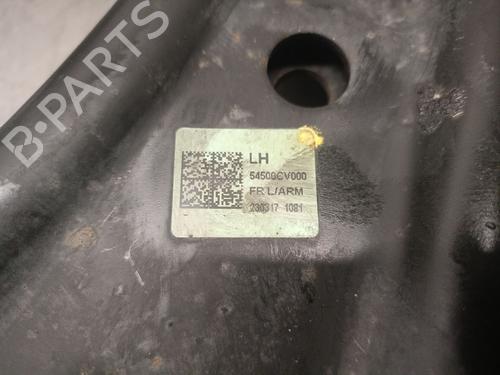 B-PARTS
LH
54500CV000
FR L/ARM
230317 1081